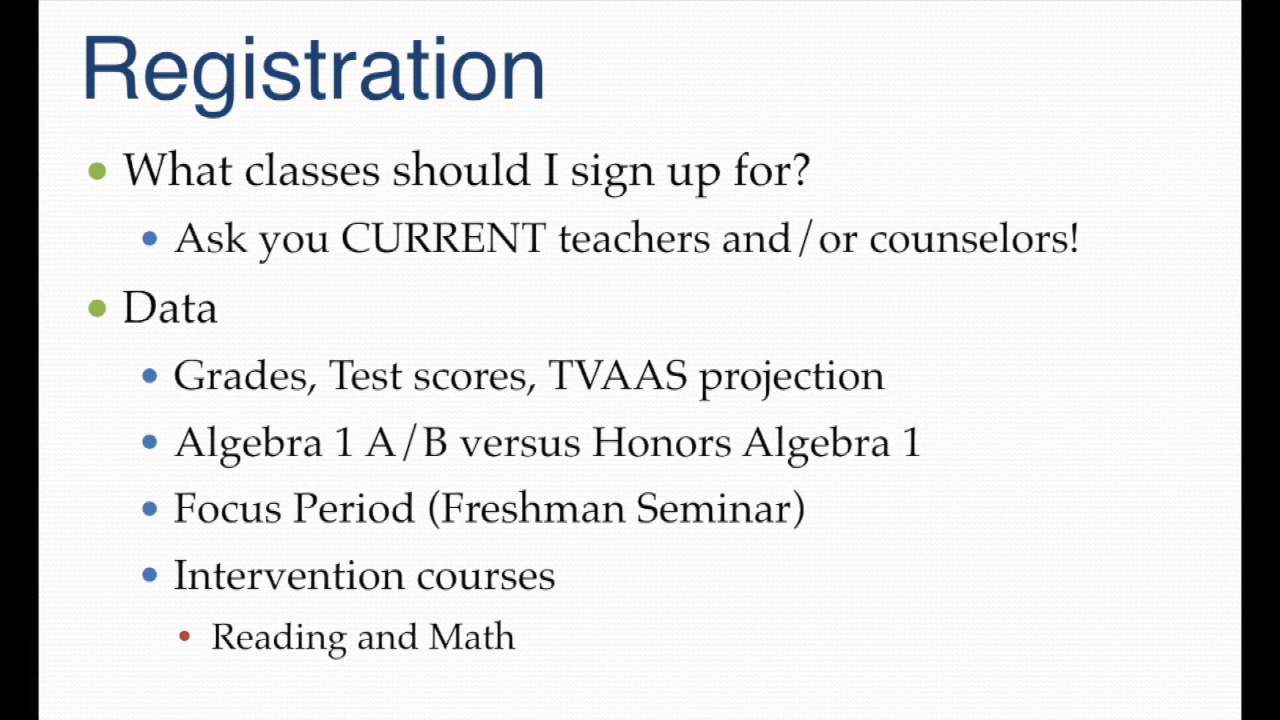 Registration
What classes should I sign up for?
Ask you CURRENT teachers and/or counselors!
Data
Grades, Test scores, TVAAS projection
Algebra 1 A/B versus Honors Algebra 1
Focus Period (Freshman Seminar)
Intervention courses
Reading and Math